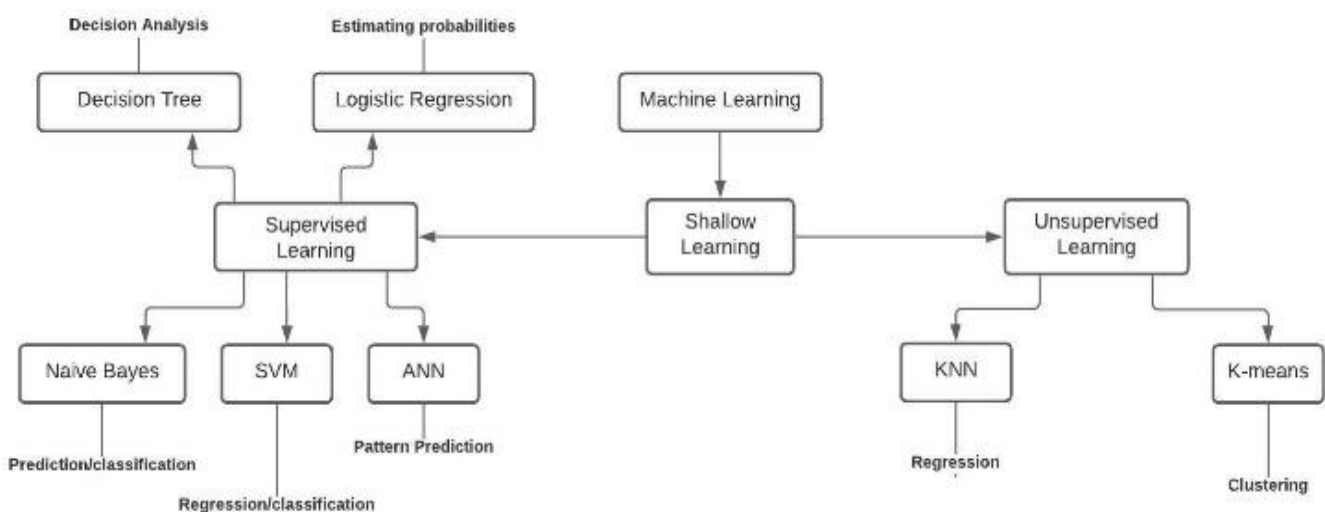 Decision Analysis
Estimating probabilities
Decision Tree
Logistic Regression
Machine Learning
Supervised
Learning
Shallow
Learning
Unsupervised
Learning
Naive Bayes
SVM
ANN
KNN
K-means
Pattern Prediction
Prediction/classification
Regression
Clustering
Regression/classification